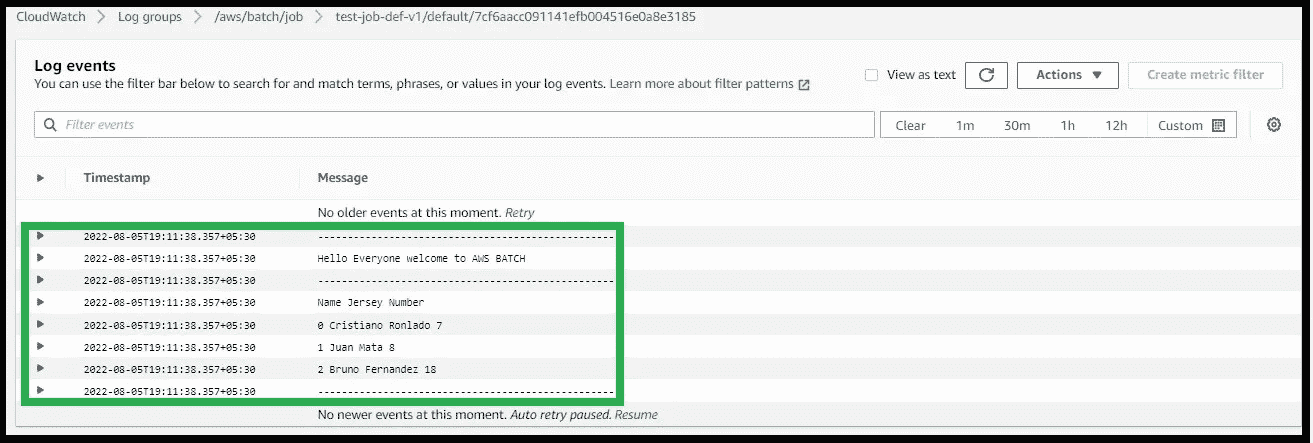 CloudWatch > Log groups > /aws/batch/job > test-job-def-v1/default/7cf6aacc091141efb004516e0a8e3185
Log events
You can use the filter bar below to search for and match terms, phrases, or values in your log events. Learn more about filter patterns
View as text Actions Create metric filter
Filter events Clear 1m 30m 1h 12h Custom
Timestamp Message
No older events at this moment. Retry
2022-08-05T19:11:38.357+05:30 --------------------------------------------------
2022-08-05T19:11:38.357+05:30 Hello Everyone welcome to AWS BATCH
2022-08-05T19:11:38.357+05:30 --------------------------------------------------
2022-08-05T19:11:38.357+05:30 Name Jersey Number
2022-08-05T19:11:38.357+05:30 0 Cristiano Ronlado 7
2022-08-05T19:11:38.357+05:30 1 Juan Mata 8
2022-08-05T19:11:38.357+05:30 2 Bruno Fernandez 18
2022-08-05T19:11:38.357+05:30 --------------------------------------------------
No newer events at this moment. Auto retry paused. Resume